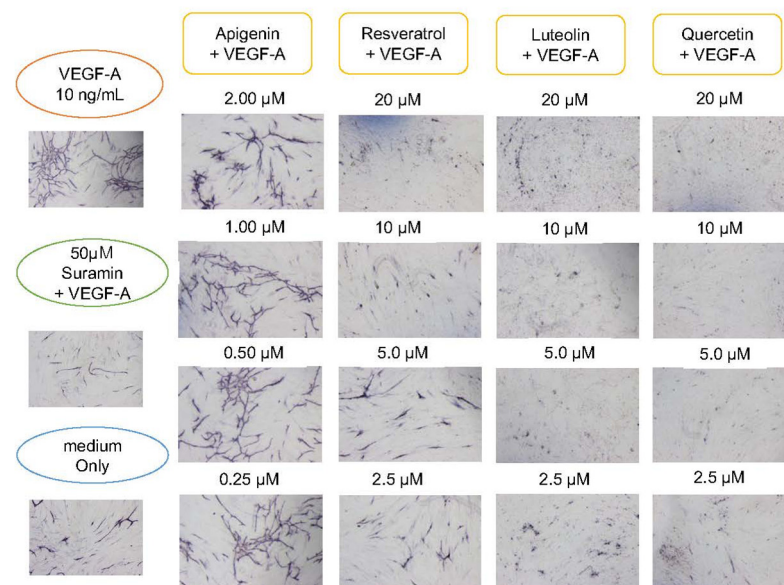 Apigenin
+ VEGF-A
Resveratrol
+ VEGF-A
Luteolin
+ VEGF-A
Quercetin
+ VEGF-A
VEGF-A
10 ng/mL
2.00 µM
20 µM
20 µM
20 µM
50µM
Suramin
+ VEGF-A
1.00 µM
10 µM
10 µM
10 µM
0.50 µM
5.0 µM
5.0 µM
5.0 µM
medium
Only
0.25 µM
2.5 µM
2.5 µM
2.5 µM